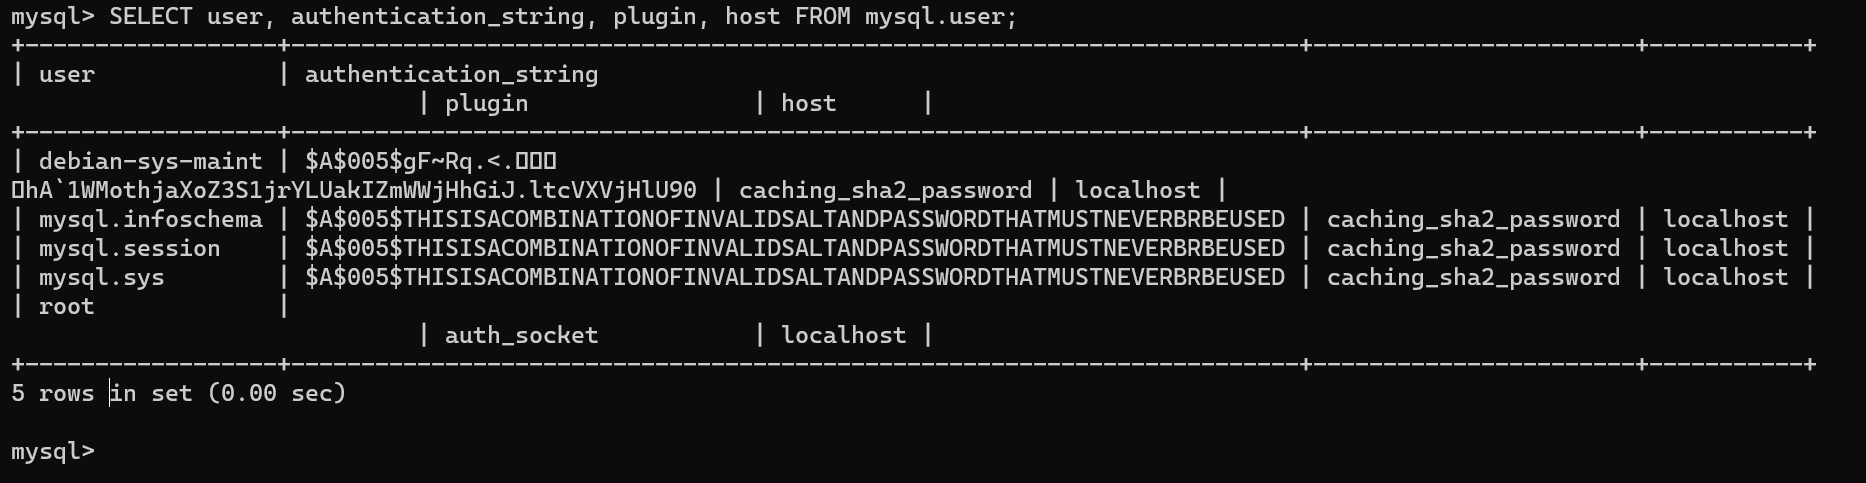 mysql> SELECT user, authentication_string, plugin, host FROM mysql.user;
+------------------+------------------------------------------------------------------------+-----------------------+-----------+
| user             | authentication_string
                             | plugin                | host      |
+------------------+------------------------------------------------------------------------+-----------------------+-----------+
| debian-sys-maint | $A$005$gF~Rq.<.▯▯▯
▯hA`1WMothjaXoZ3S1jrYLUakIZmWWjHhGiJ.ltcVXVjHlU90 | caching_sha2_password | localhost |
| mysql.infoschema | $A$005$THISISACOMBINATIONOFINVALIDSALTANDPASSWORDTHATMUSTNEVERBRBEUSED | caching_sha2_password | localhost |
| mysql.session    | $A$005$THISISACOMBINATIONOFINVALIDSALTANDPASSWORDTHATMUSTNEVERBRBEUSED | caching_sha2_password | localhost |
| mysql.sys        | $A$005$THISISACOMBINATIONOFINVALIDSALTANDPASSWORDTHATMUSTNEVERBRBEUSED | caching_sha2_password | localhost |
| root             |
                             | auth_socket           | localhost |
+------------------+------------------------------------------------------------------------+-----------------------+-----------+
5 rows in set (0.00 sec)

mysql>